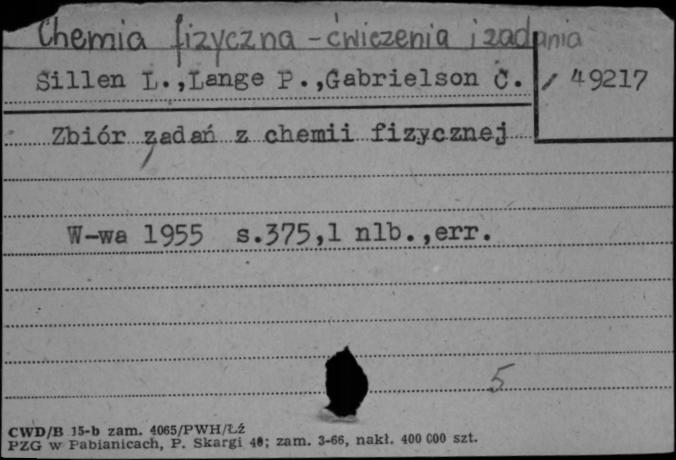 Chemia fizyczna - ćwiczenia i zadania
Sillen L.,Lange P.,Gabrielson C.
/ 49217
Zbiór zadań z chemii fizycznej
W-wa 1955 s.375,1 nlb.,err.
5
CWD/B 15-b zam. 4065/PWH/Łź
PZG w Pabianicach, P. Skargi 40; zam. 3-66, nakł. 400 000 szt.